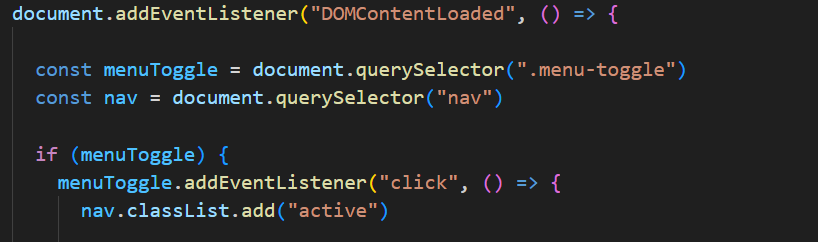 document.addEventListener("DOMContentLoaded", () => {
const menuToggle = document.querySelector(".menu-toggle")
const nav = document.querySelector("nav")
if (menuToggle) {
menuToggle.addEventListener("click", () => {
nav.classList.add("active")